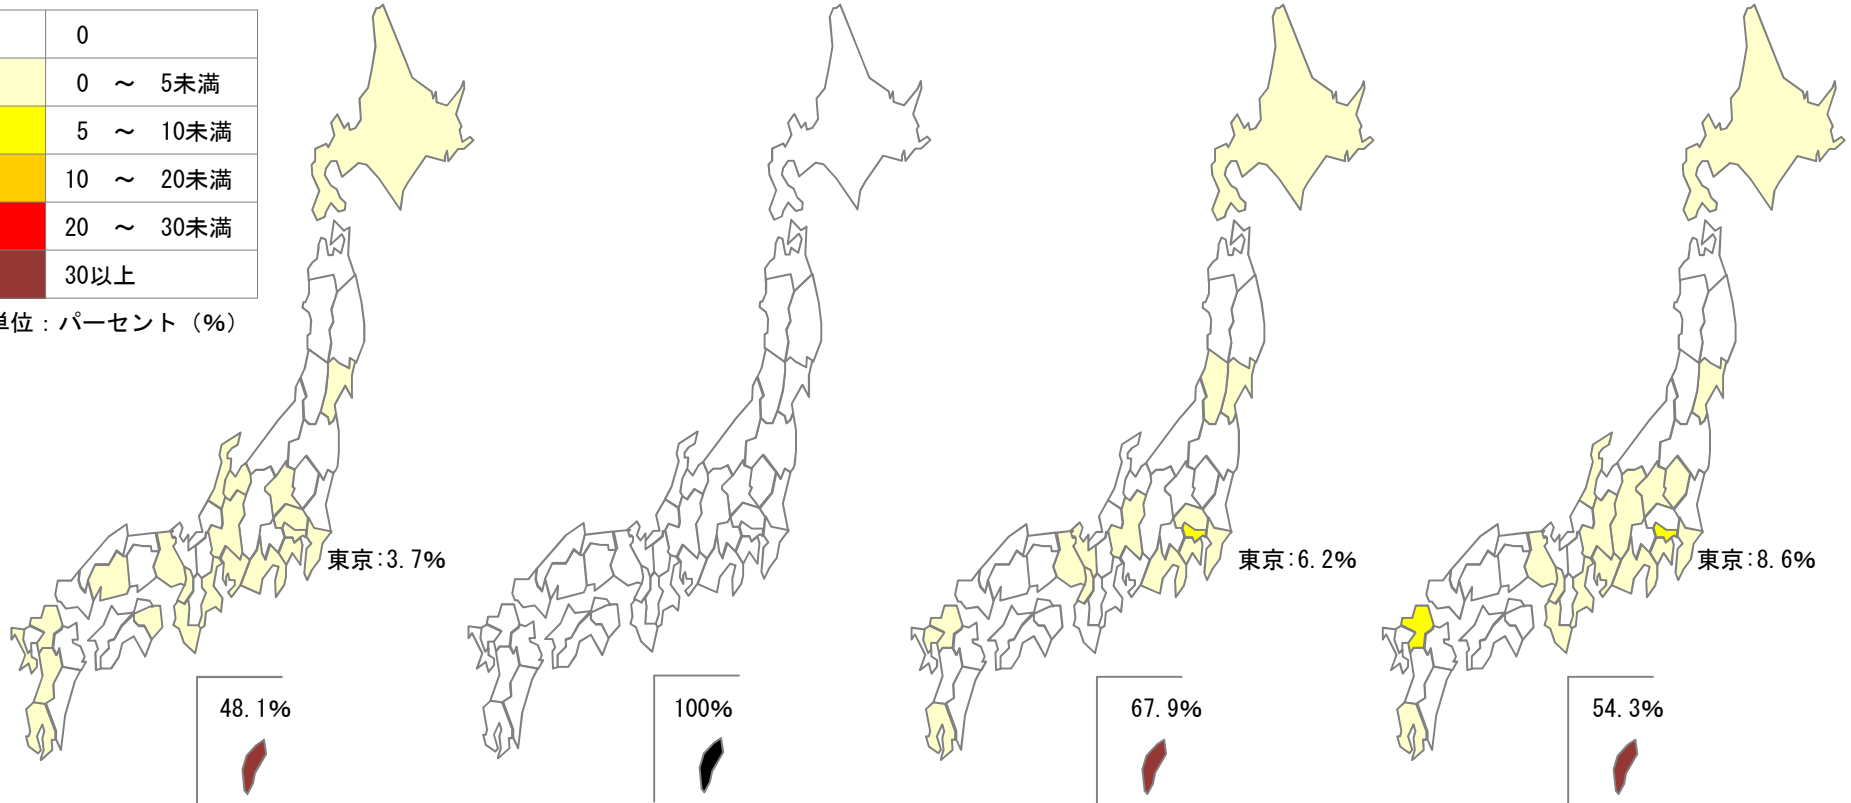 0
0 ～ 5未満
5 ～ 10未満
10 ～ 20未満
20 ～ 30未満
30以上
単位：パーセント（%）
東京:3.7%
東京:6.2%
東京:8.6%
48.1%
100%
67.9%
54.3%